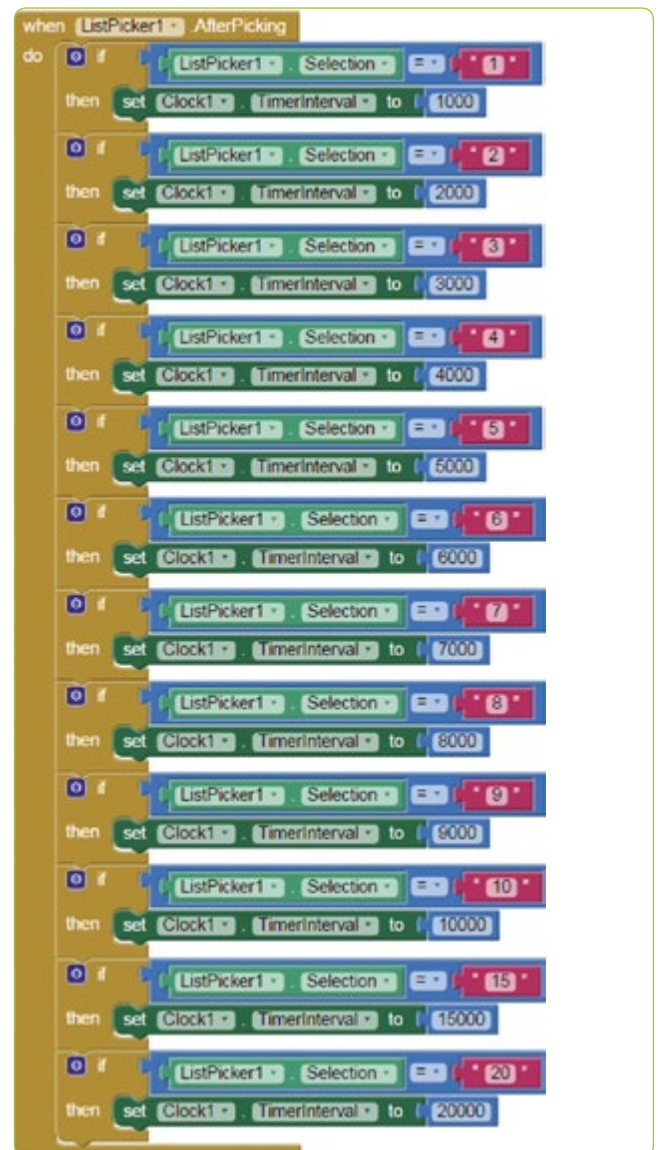 when ListPicker1 .AfterPicking
do if ListPicker1 . Selection = " 1 "
then set Clock1 . TimerInterval to 1000
if ListPicker1 . Selection = " 2 "
then set Clock1 . TimerInterval to 2000
if ListPicker1 . Selection = " 3 "
then set Clock1 . TimerInterval to 3000
if ListPicker1 . Selection = " 4 "
then set Clock1 . TimerInterval to 4000
if ListPicker1 . Selection = " 5 "
then set Clock1 . TimerInterval to 5000
if ListPicker1 . Selection = " 6 "
then set Clock1 . TimerInterval to 6000
if ListPicker1 . Selection = " 7 "
then set Clock1 . TimerInterval to 7000
if ListPicker1 . Selection = " 8 "
then set Clock1 . TimerInterval to 8000
if ListPicker1 . Selection = " 9 "
then set Clock1 . TimerInterval to 9000
if ListPicker1 . Selection = " 10 "
then set Clock1 . TimerInterval to 10000
if ListPicker1 . Selection = " 15 "
then set Clock1 . TimerInterval to 15000
if ListPicker1 . Selection = " 20 "
then set Clock1 . TimerInterval to 20000